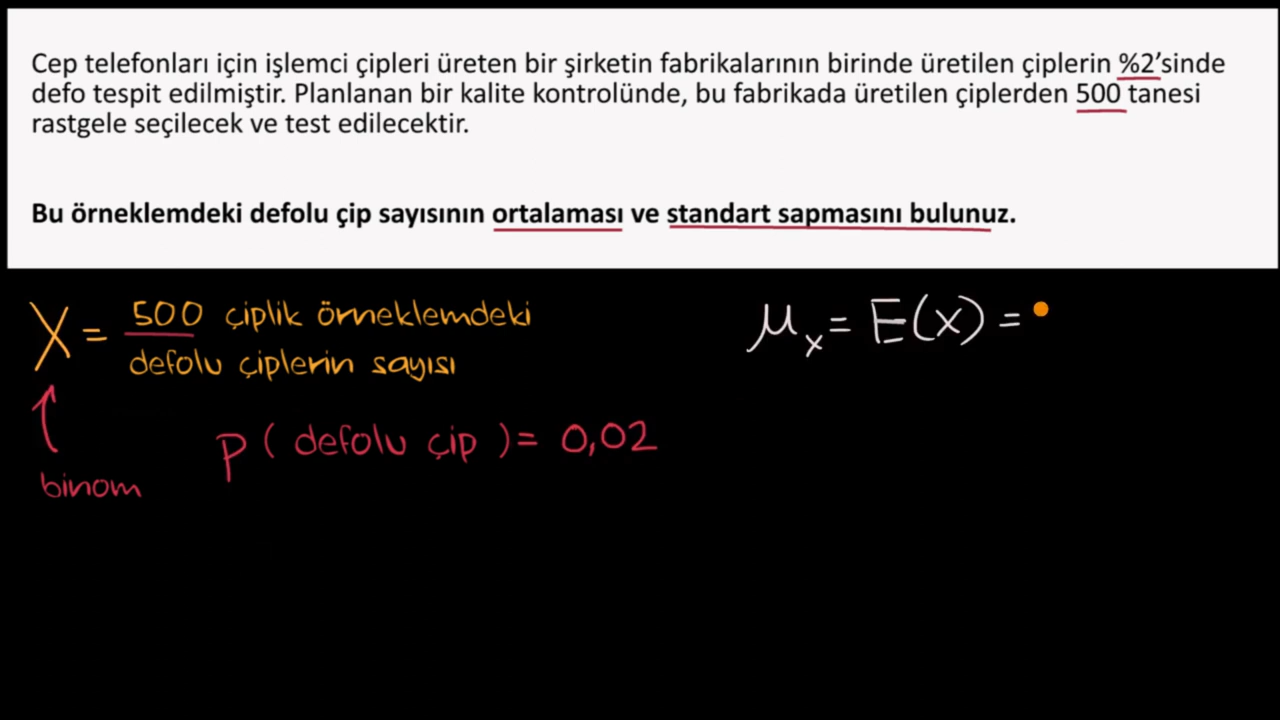 Cep telefonları için işlemci çipleri üreten bir şirketin fabrikalarının birinde üretilen çiplerin %2'sinde
defo tespit edilmiştir. Planlanan bir kalite kontrolünde, bu fabrikada üretilen çiplerden 500 tanesi
rastgele seçilecek ve test edilecektir.
Bu örneklemdeki defolu çip sayısının ortalaması ve standart sapmasını bulunuz.
X = 500 çiplik örneklemdeki
defolu çiplerin sayısı
binom
P ( defolu çip ) = 0,02
μx = E(x) =